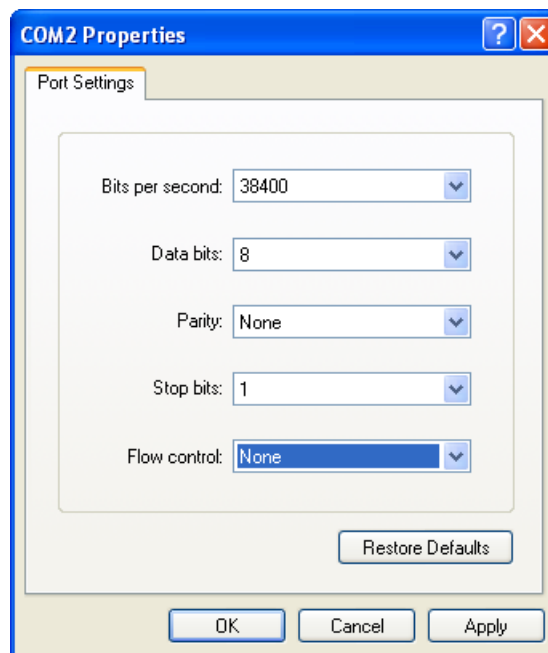 COM2 Properties
Port Settings
Bits per second: 38400
Data bits: 8
Parity: None
Stop bits: 1
Flow control: None
Restore Defaults
OK Cancel Apply